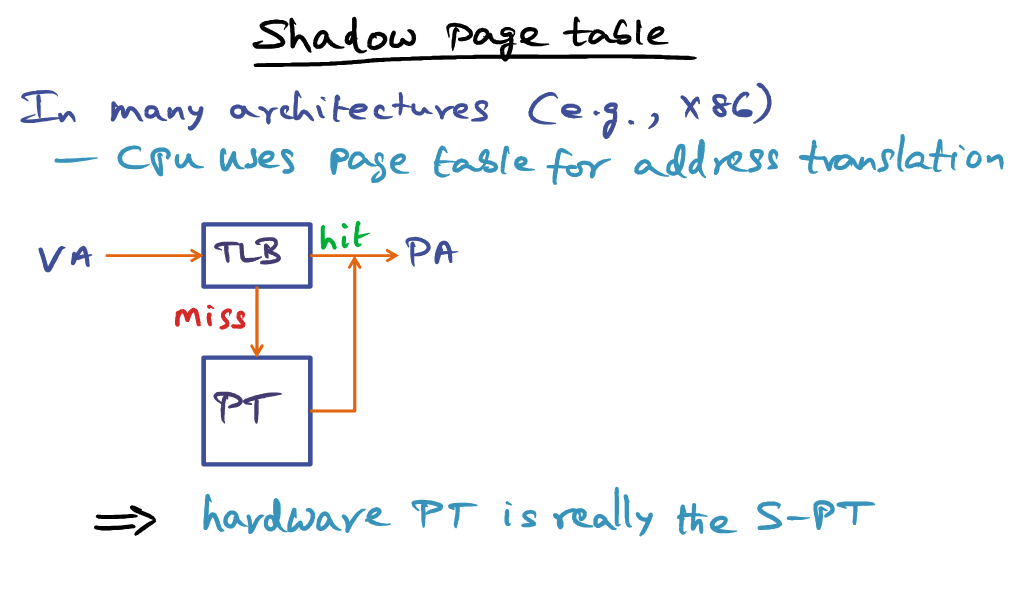 Shadow page table
In many architectures (e.g., x86)
— CPU uses page table for address translation
VA TLB hit PA
miss
PT
⇒ hardware PT is really the S-PT